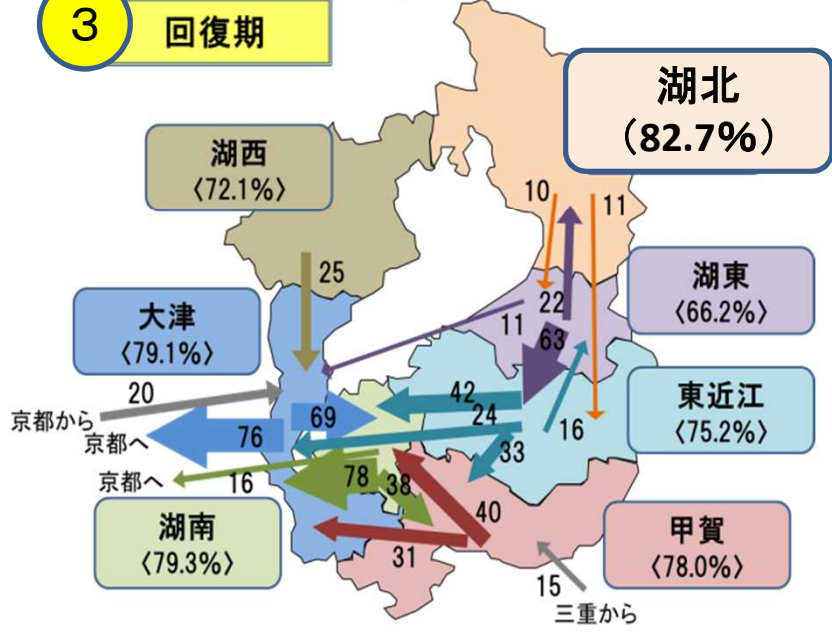 3
回復期
湖北
（82.7%）
湖西
〈72.1%〉
10
11
25
湖東
〈66.2%〉
22
11
63
大津
〈79.1%〉
20
京都から
京都へ
76
69
42
24
16
33
東近江
〈75.2%〉
京都へ
16
78
38
40
31
湖南
〈79.3%〉
甲賀
〈78.0%〉
15
三重から